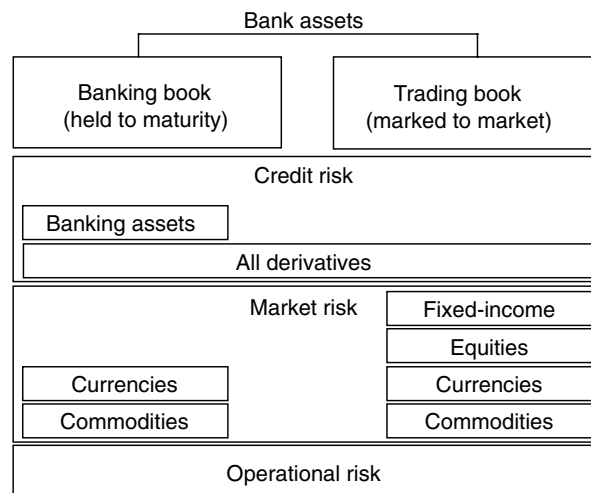 Bank assets
Banking book
(held to maturity)
Trading book
(marked to market)
Credit risk
Banking assets
All derivatives
Market risk
Fixed-income
Equities
Currencies
Currencies
Commodities
Commodities
Operational risk